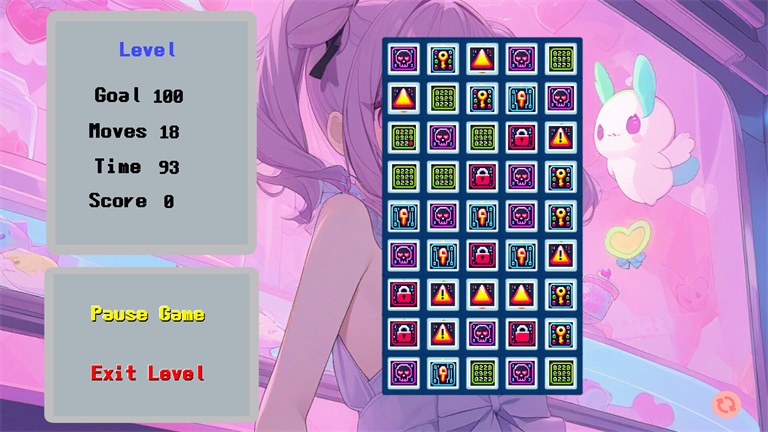 Level
Goal 100
Moves 18
Time 93
Score 0
Pause Game
Exit Level